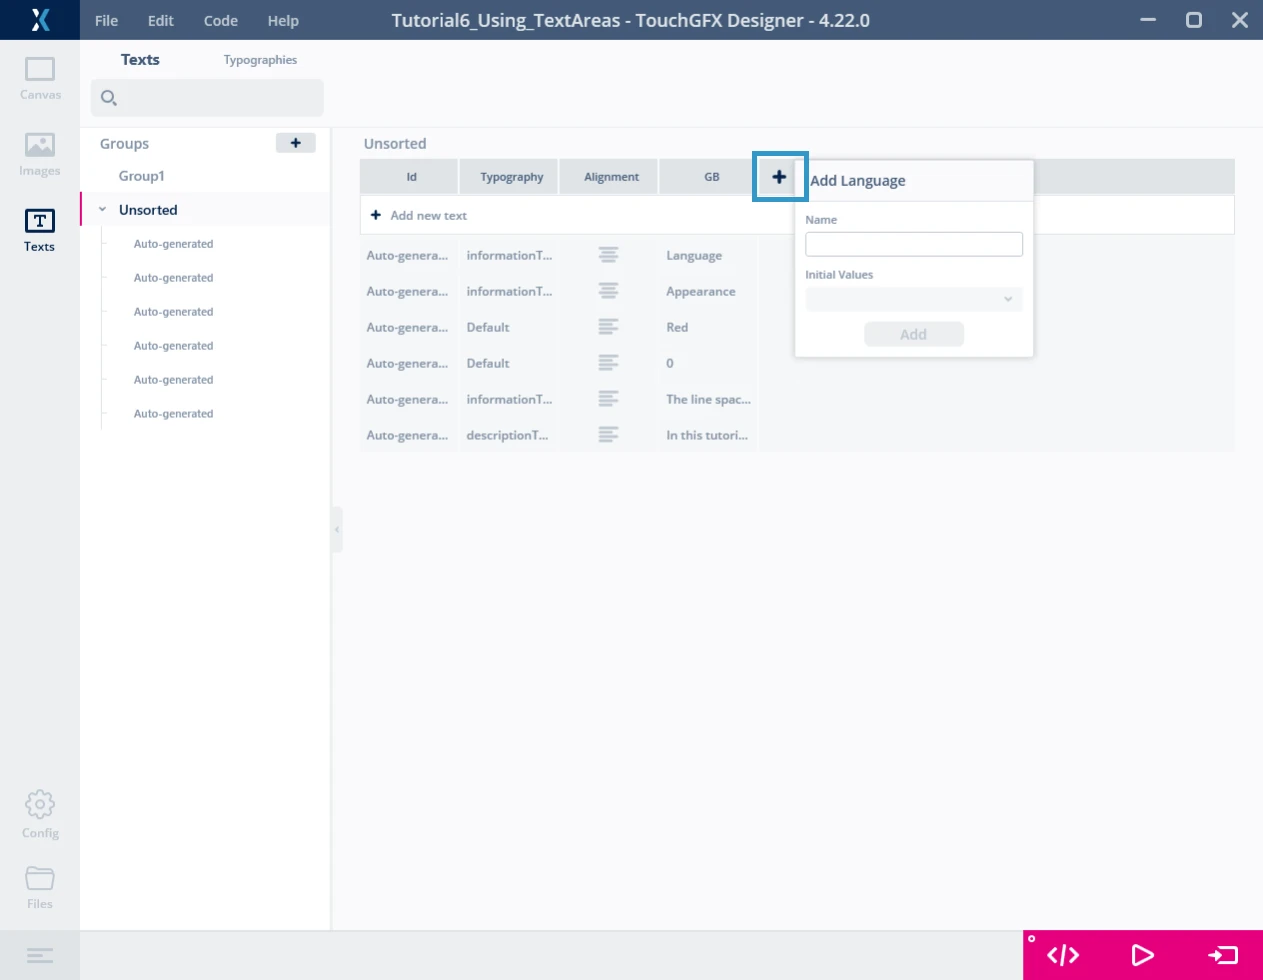 File Edit Code Help Tutorial6_Using_TextAreas - TouchGFX Designer - 4.22.0
Texts Typographies
Canvas
Images
Texts
Config
Files
Groups
Group1
Unsorted
Auto-generated
Auto-generated
Auto-generated
Auto-generated
Auto-generated
Auto-generated
Unsorted
Id Typography Alignment GB +
+ Add new text
Auto-genera... informationT... Language
Auto-genera... informationT... Appearance
Auto-genera... Default Red
Auto-genera... Default 0
Auto-genera... informationT... The line spac...
Auto-genera... descriptionT... In this tutori...
Add Language
Name
Initial Values
Add